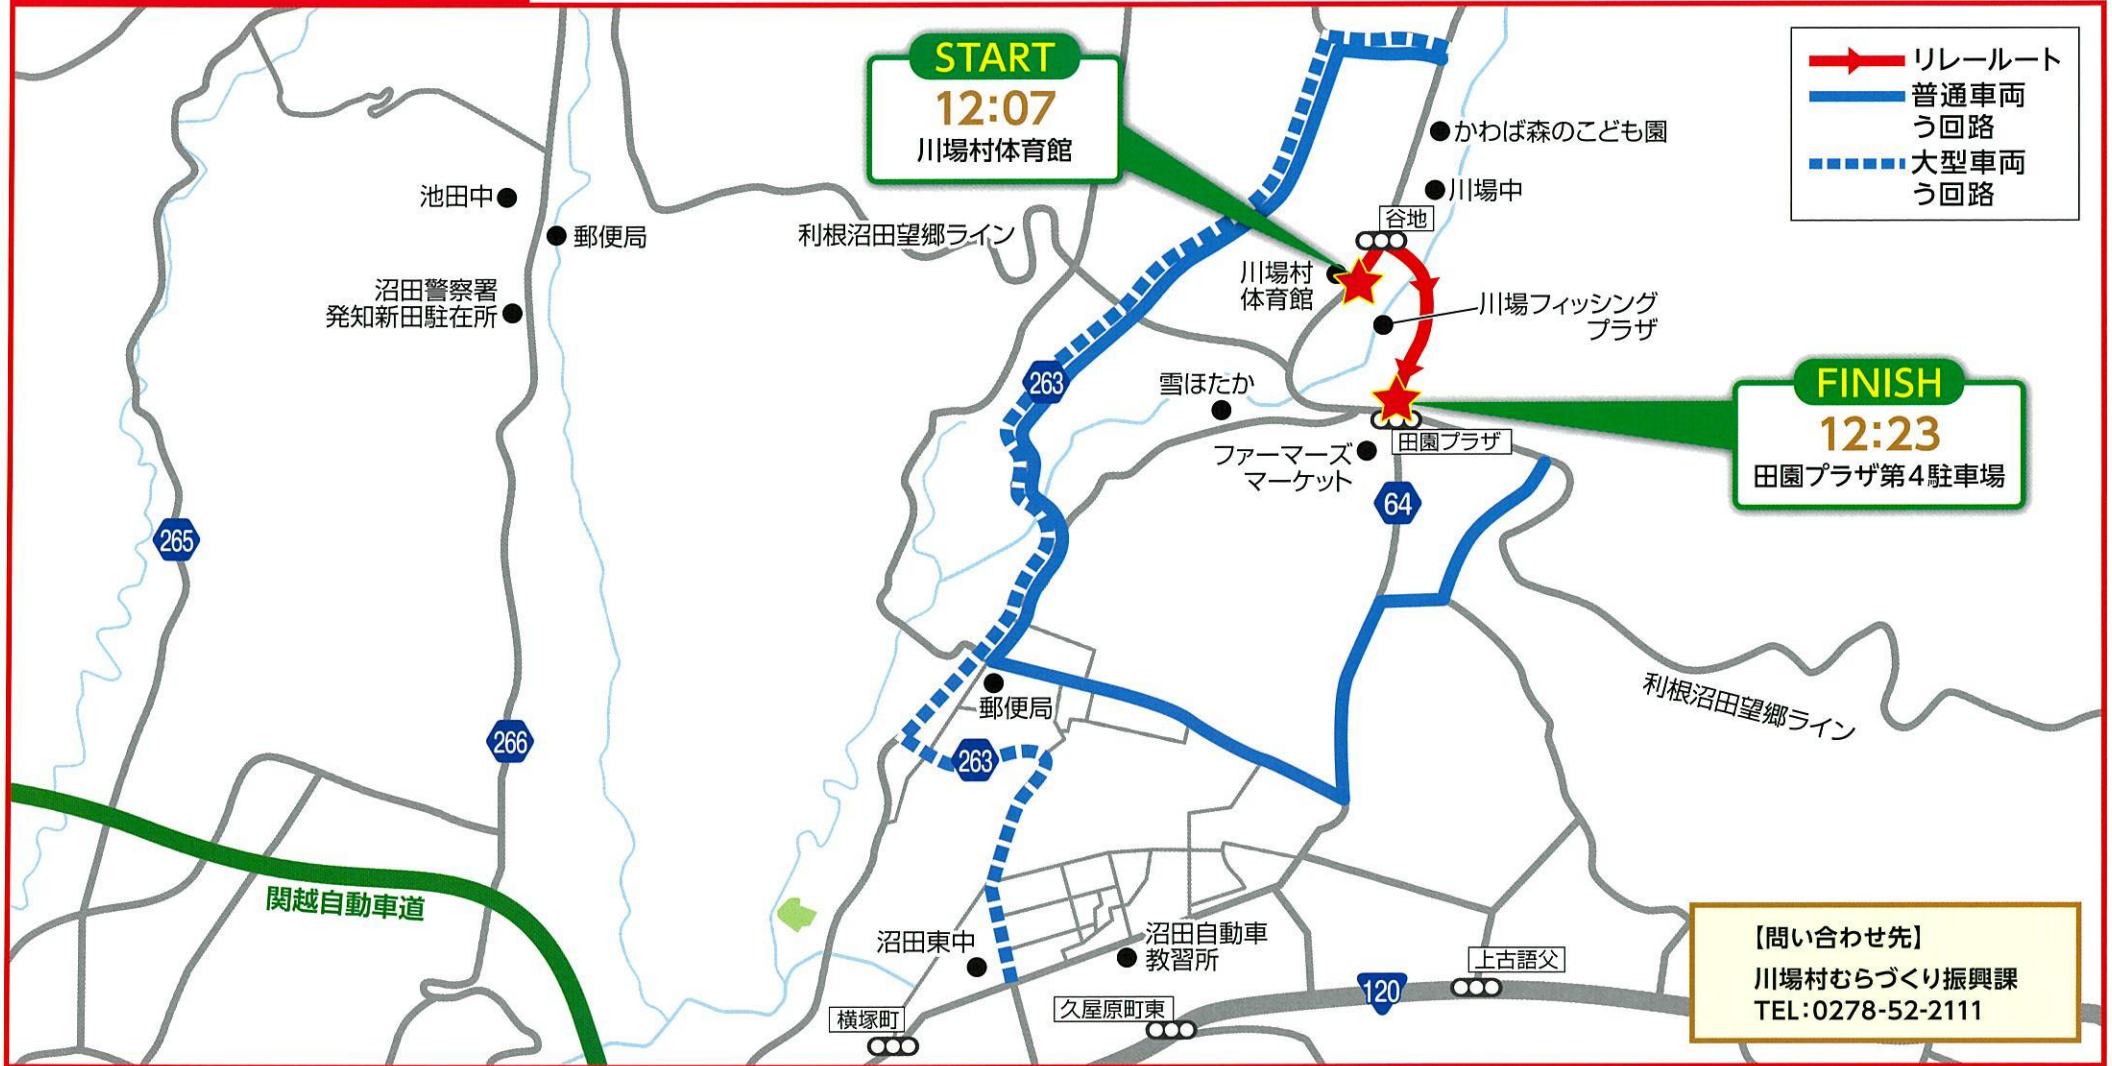 START
12:07
川場村体育館
リレールート
普通車両
う回路
大型車両
う回路
かわば森のこども園
川場中
谷地
池田中
郵便局
利根沼田望郷ライン
沼田警察署
発知新田駐在所
川場村
体育館
川場フィッシング
プラザ
263
雪ほたか
FINISH
12:23
田園プラザ第4駐車場
田園プラザ
ファーマーズ
マーケット
64
265
266
郵便局
263
利根沼田望郷ライン
関越自動車道
沼田東中
沼田自動車
教習所
横塚町
久屋原町東
120
上古語父
【問い合わせ先】
川場村むらづくり振興課
TEL:0278-52-2111